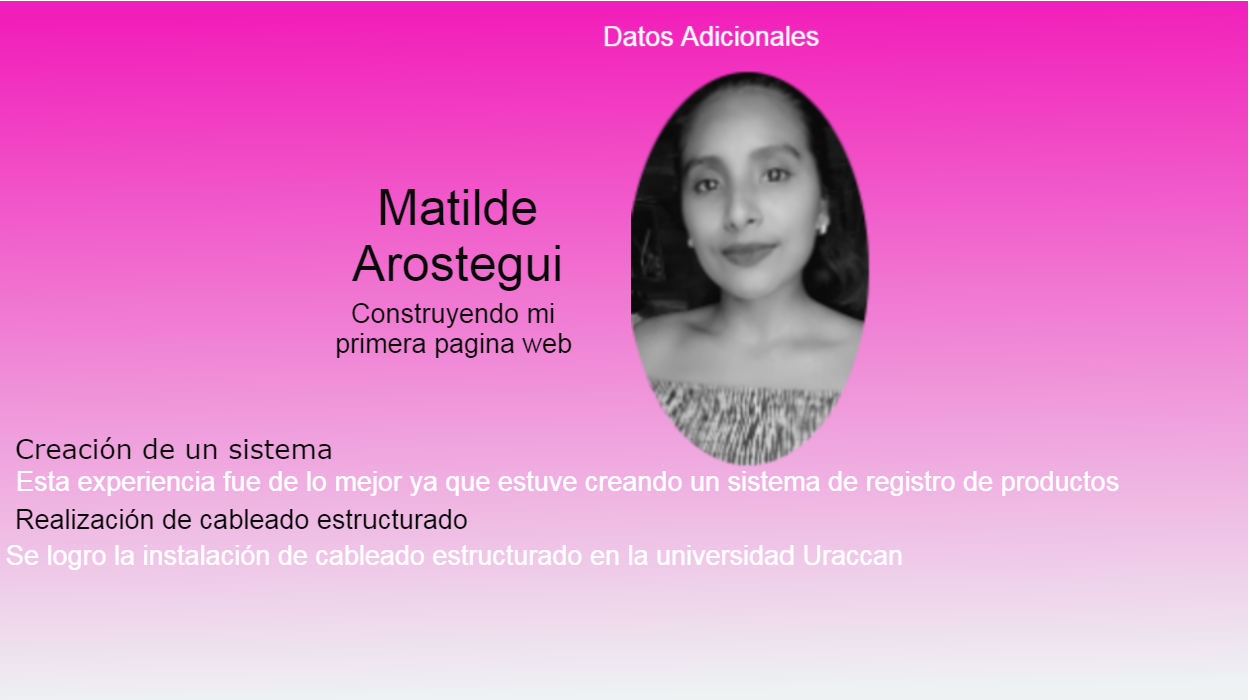 Datos Adicionales
Matilde
Arostegui
Construyendo mi
primera pagina web
Creación de un sistema
Esta experiencia fue de lo mejor ya que estuve creando un sistema de registro de productos
Realización de cableado estructurado
Se logro la instalación de cableado estructurado en la universidad Uraccan